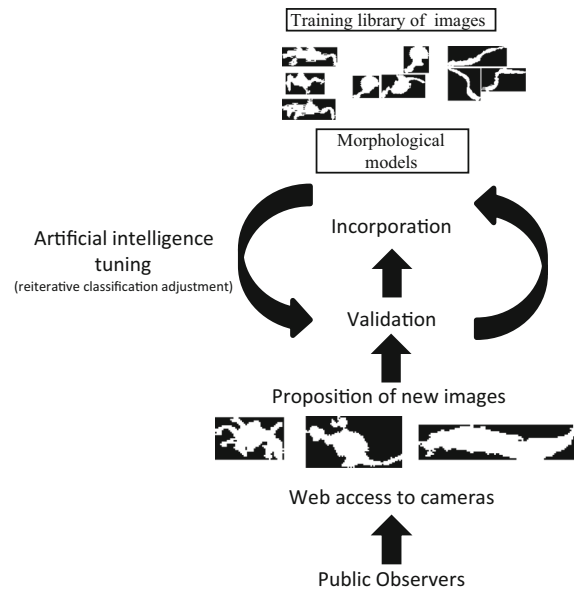 Training library of images
Morphological
models
Incorporation
Artificial intelligence
tuning
(reiterative classification adjustment)
Validation
Proposition of new images
Web access to cameras
Public Observers